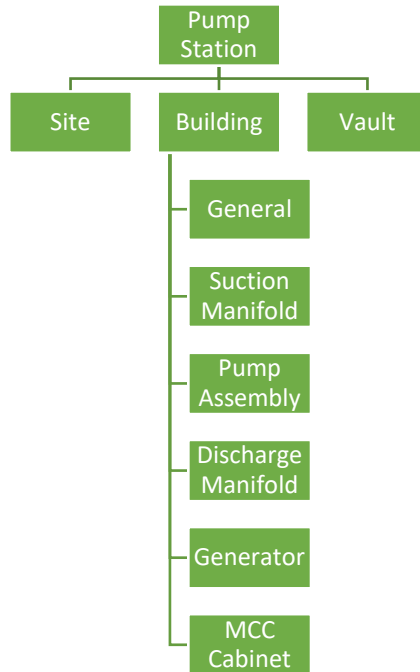 Pump
Station
Site
Building
Vault
General
Suction
Manifold
Pump
Assembly
Discharge
Manifold
Generator
MCC
Cabinet